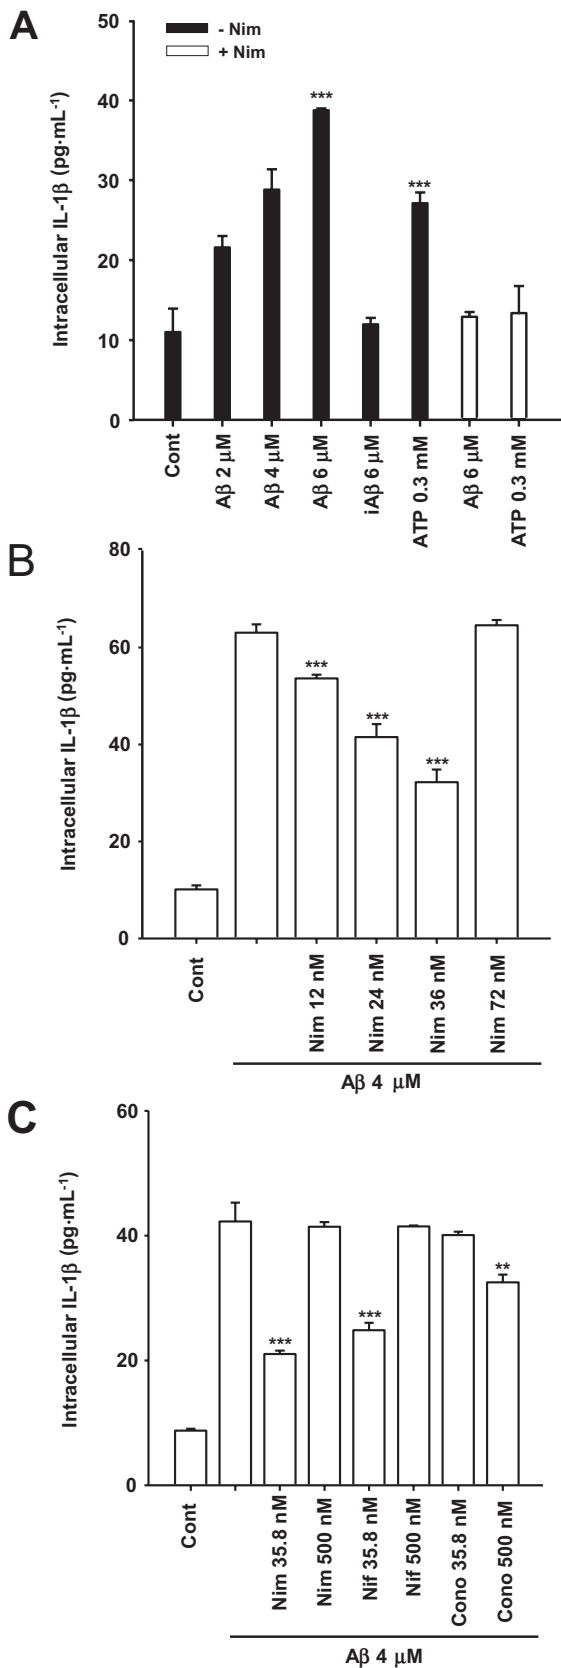 A
- Nim
+ Nim
Intracellular IL-1β (pg·mL-1)
50
40
30
20
10
0
***
***
Cont
Aβ 2 μM
Aβ 4 μM
Aβ 6 μM
iAβ 6 μM
ATP 0.3 mM
Aβ 6 μM
ATP 0.3 mM
B
Intracellular IL-1β (pg·mL-1)
80
60
40
20
0
***
***
***
Cont
Nim 12 nM
Nim 24 nM
Nim 36 nM
Nim 72 nM
Aβ 4 μM
C
Intracellular IL-1β (pg·mL-1)
60
40
20
0
***
***
**
Cont
Nim 35.8 nM
Nim 500 nM
Nif 35.8 nM
Nif 500 nM
Cono 35.8 nM
Cono 500 nM
Aβ 4 μM